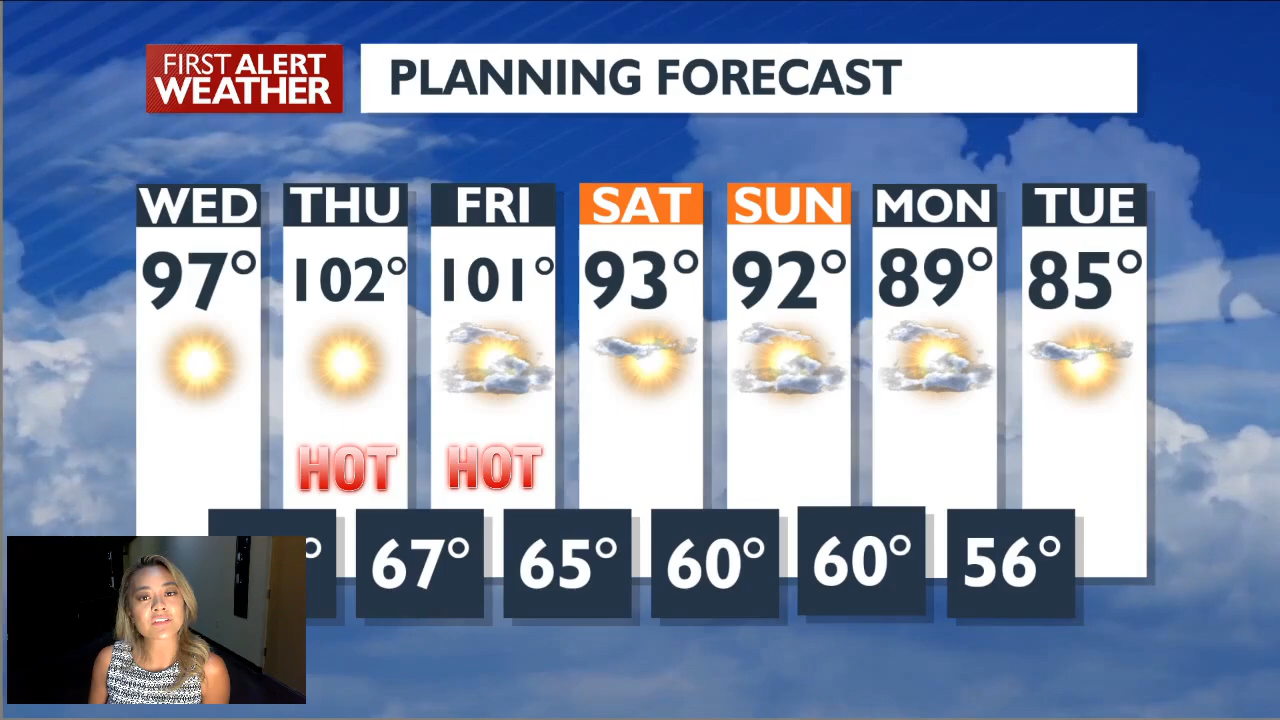 FIRST ALERT
WEATHER
PLANNING FORECAST
WED THU FRI SAT SUN MON TUE
97° 102° 101° 93° 92° 89° 85°
HOT HOT
° 67° 65° 60° 60° 56°